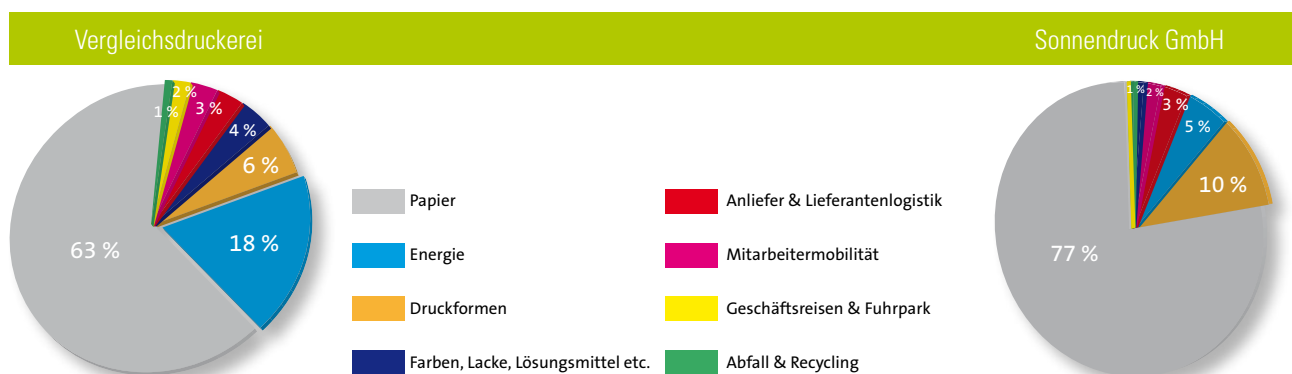 Vergleichsdruckerei
Sonnendruck GmbH
1 %
2 %
3 %
4 %
6 %
18 %
63 %
Papier
Energie
Druckformen
Farben, Lacke, Lösungsmittel etc.
Anliefer & Lieferantenlogistik
Mitarbeitermobilität
Geschäftsreisen & Fuhrpark
Abfall & Recycling
1 %
2 %
3 %
5 %
10 %
77 %